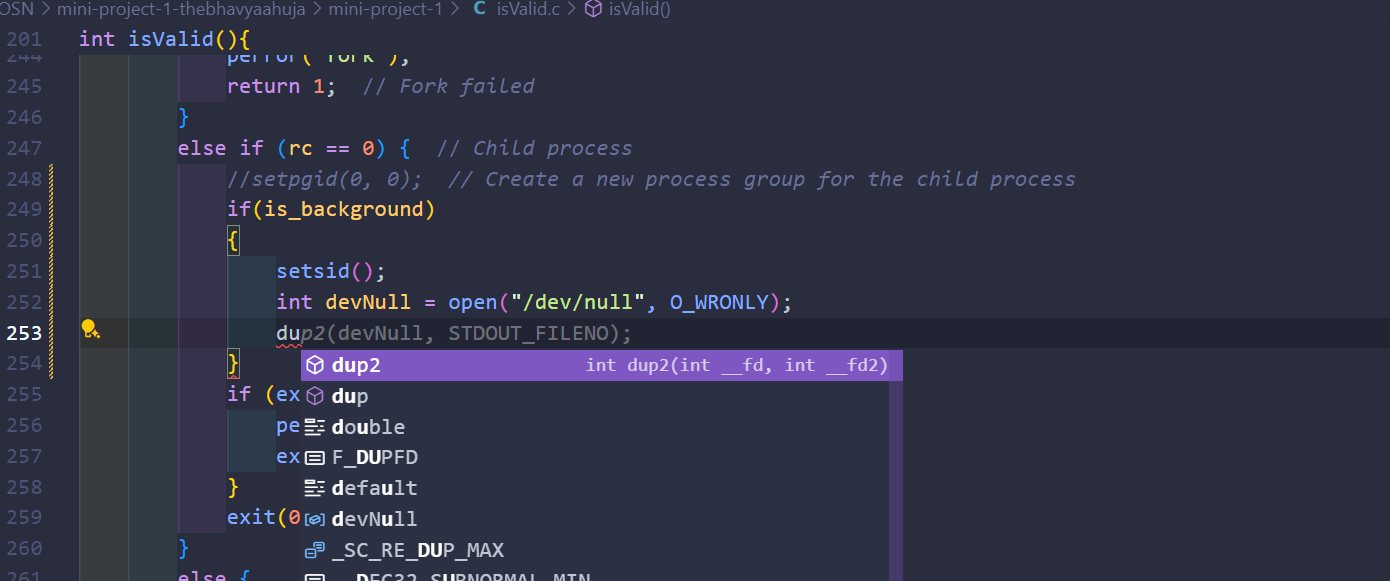 OSN > mini-project-1-thebhavyaahuja > mini-project-1 > C isValid.c > isValid()
201 int isValid(){
244 perror("fork");
245 return 1;  // Fork failed
246 }
247 else if (rc == 0) {  // Child process
248 //setpgid(0, 0);  // Create a new process group for the child process
249 if(is_background)
250 {
251 setsid();
252 int devNull = open("/dev/null", O_WRONLY);
253 dup2(devNull, STDOUT_FILENO);
254 }
dup2 int dup2(int __fd, int __fd2)
255 if (ex
dup
256 pe
double
257 ex
F_DUPFD
258 }
default
259 exit(0
devNull
260 }
_SC_RE_DUP_MAX
261 else {
__DEC32_SUBNORMAL_MIN__